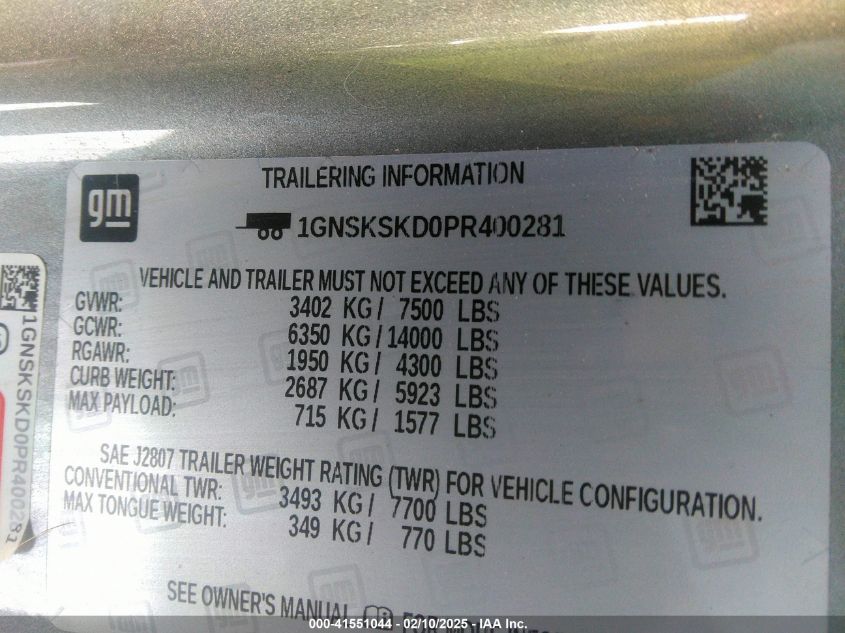 gm
TRAILERING INFORMATION
1GNSKSKD0PR400281
VEHICLE AND TRAILER MUST NOT EXCEED ANY OF THESE VALUES.
GVWR: 3402 KG/ 7500 LBS
GCWR: 6350 KG/14000 LBS
RGAWR: 1950 KG/ 4300 LBS
CURB WEIGHT: 2687 KG/ 5923 LBS
MAX PAYLOAD: 715 KG/ 1577 LBS
SAE J2807 TRAILER WEIGHT RATING (TWR) FOR VEHICLE CONFIGURATION.
CONVENTIONAL TWR: 3493 KG/ 7700 LBS
MAX TONGUE WEIGHT: 349 KG/ 770 LBS
SEE OWNER'S MANUAL FOR MORE
1GNSKSKD0PR400281
000-41551044 - 02/10/2025 - IAA, Inc.